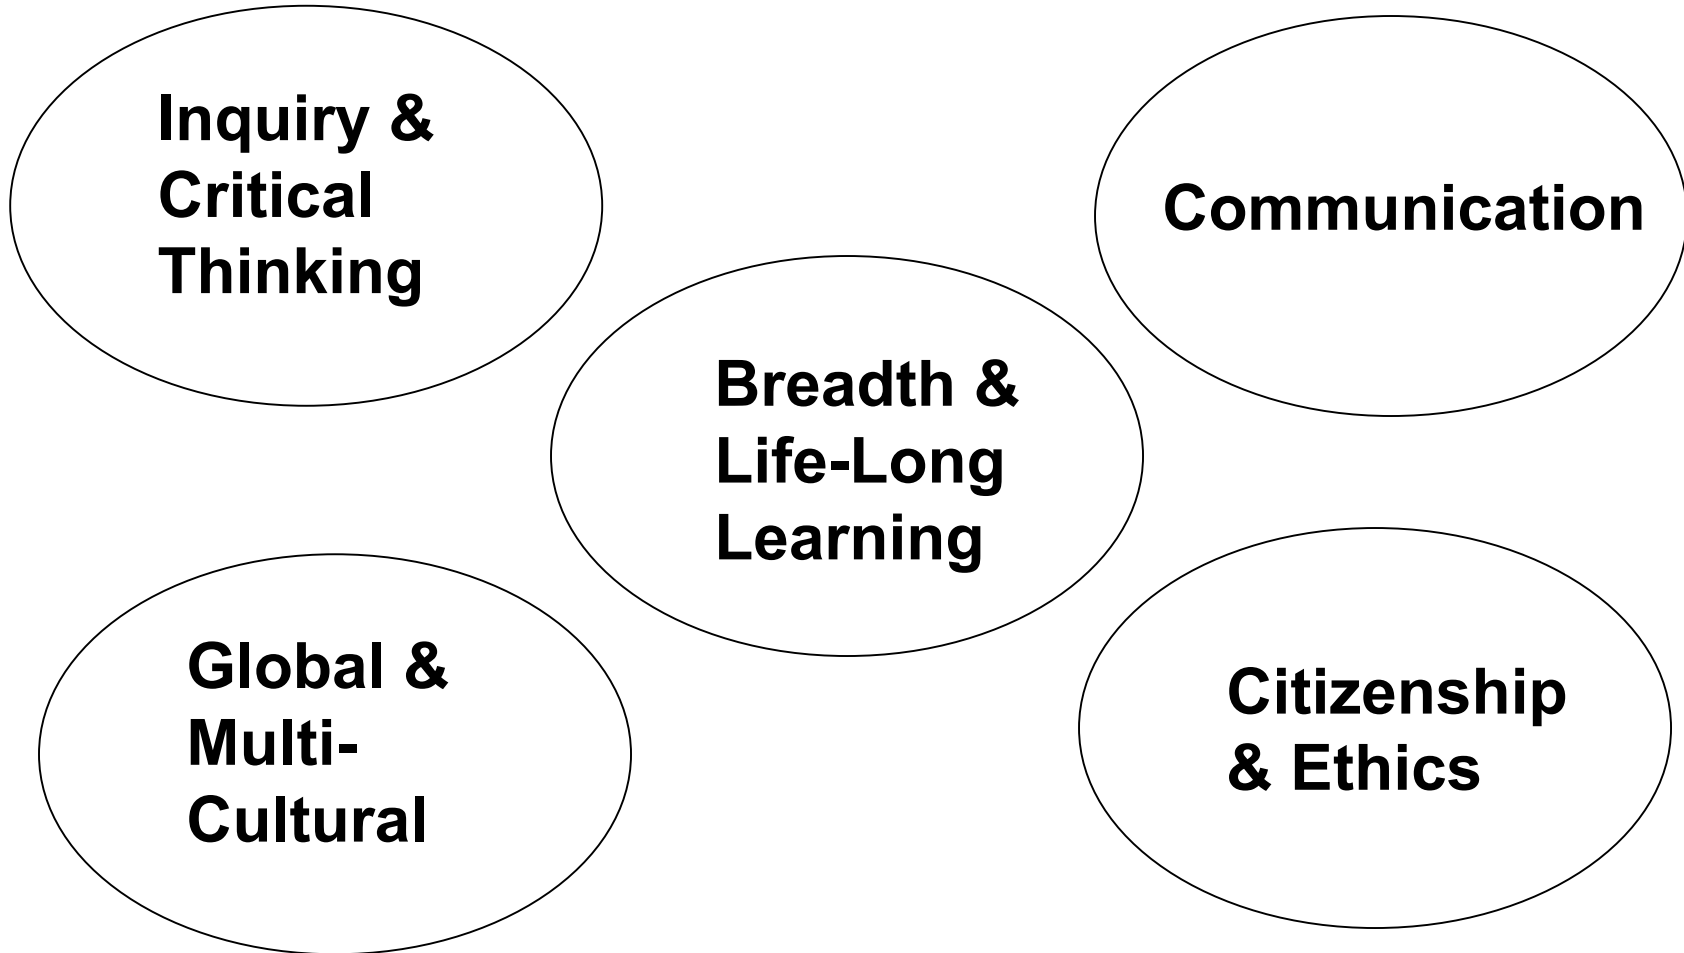 Inquiry &
Critical
Thinking
Communication
Breadth &
Life-Long
Learning
Global &
Multi-
Cultural
Citizenship
& Ethics